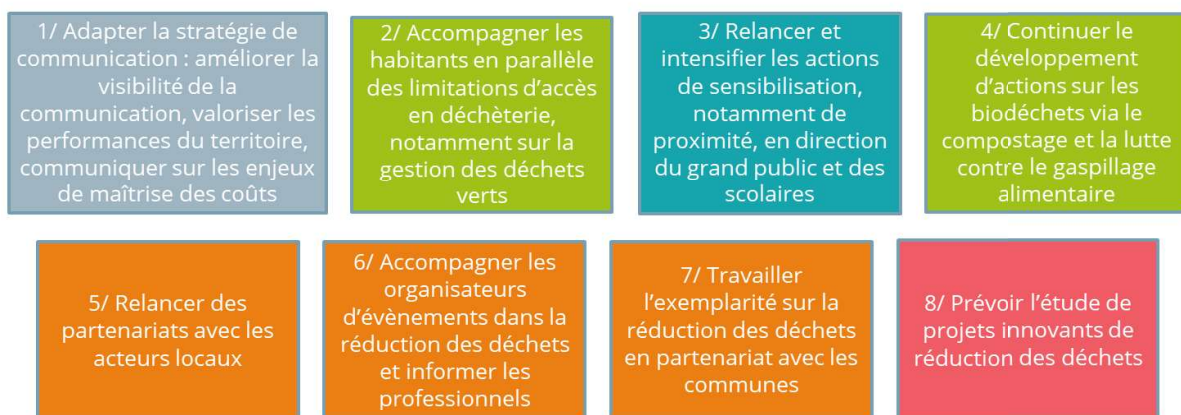 1/ Adapter la stratégie de
communication : améliorer la
visibilité de la
communication, valoriser les
performances du territoire,
communiquer sur les enjeux
de maîtrise des coûts
2/ Accompagner les
habitants en parallèle
des limitations d'accès
en déchèterie,
notamment sur la
gestion des déchets
verts
3/ Relancer et
intensifier les actions
de sensibilisation,
notamment de
proximité, en direction
du grand public et des
scolaires
4/ Continuer le
développement
d'actions sur les
biodéchets via le
compostage et la lutte
contre le gaspillage
alimentaire
5/ Relancer des
partenariats avec les
acteurs locaux
6/ Accompagner les
organisateurs
d'évènements dans la
réduction des déchets
et informer les
professionnels
7/ Travailler
l'exemplarité sur la
réduction des déchets
en partenariat avec les
communes
8/ Prévoir l'étude de
projets innovants de
réduction des déchets